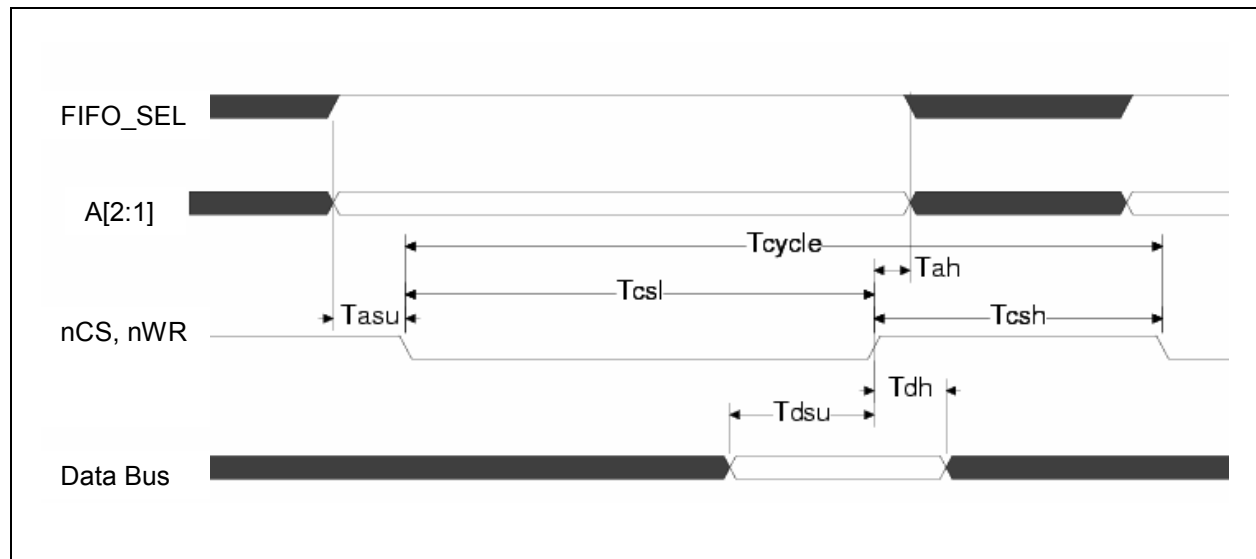 FIFO_SEL
A[2:1]
Tcycle
Tah
Tcsl
Tasu
Tcsh
nCS, nWR
Tdh
Tdsu
Data Bus